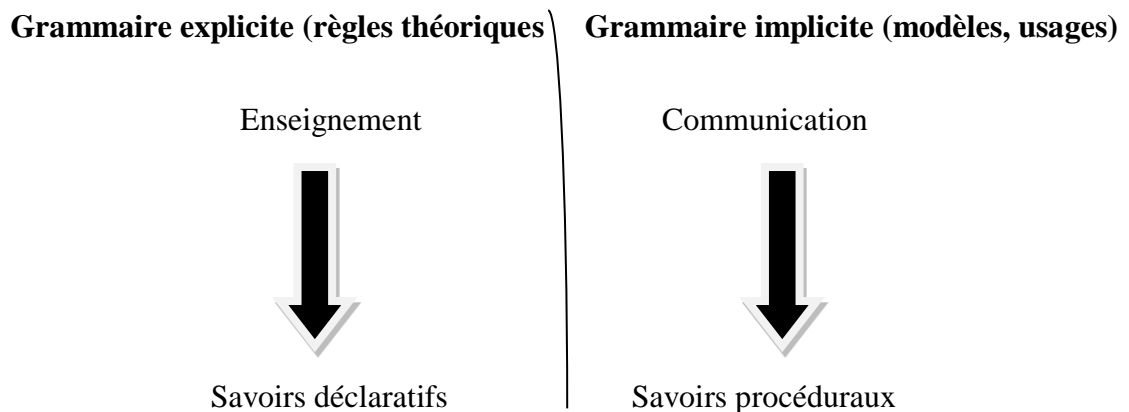 Grammaire explicite (règles théoriques
Grammaire implicite (modèles, usages)
Enseignement
Communication
Savoirs déclaratifs
Savoirs procéduraux